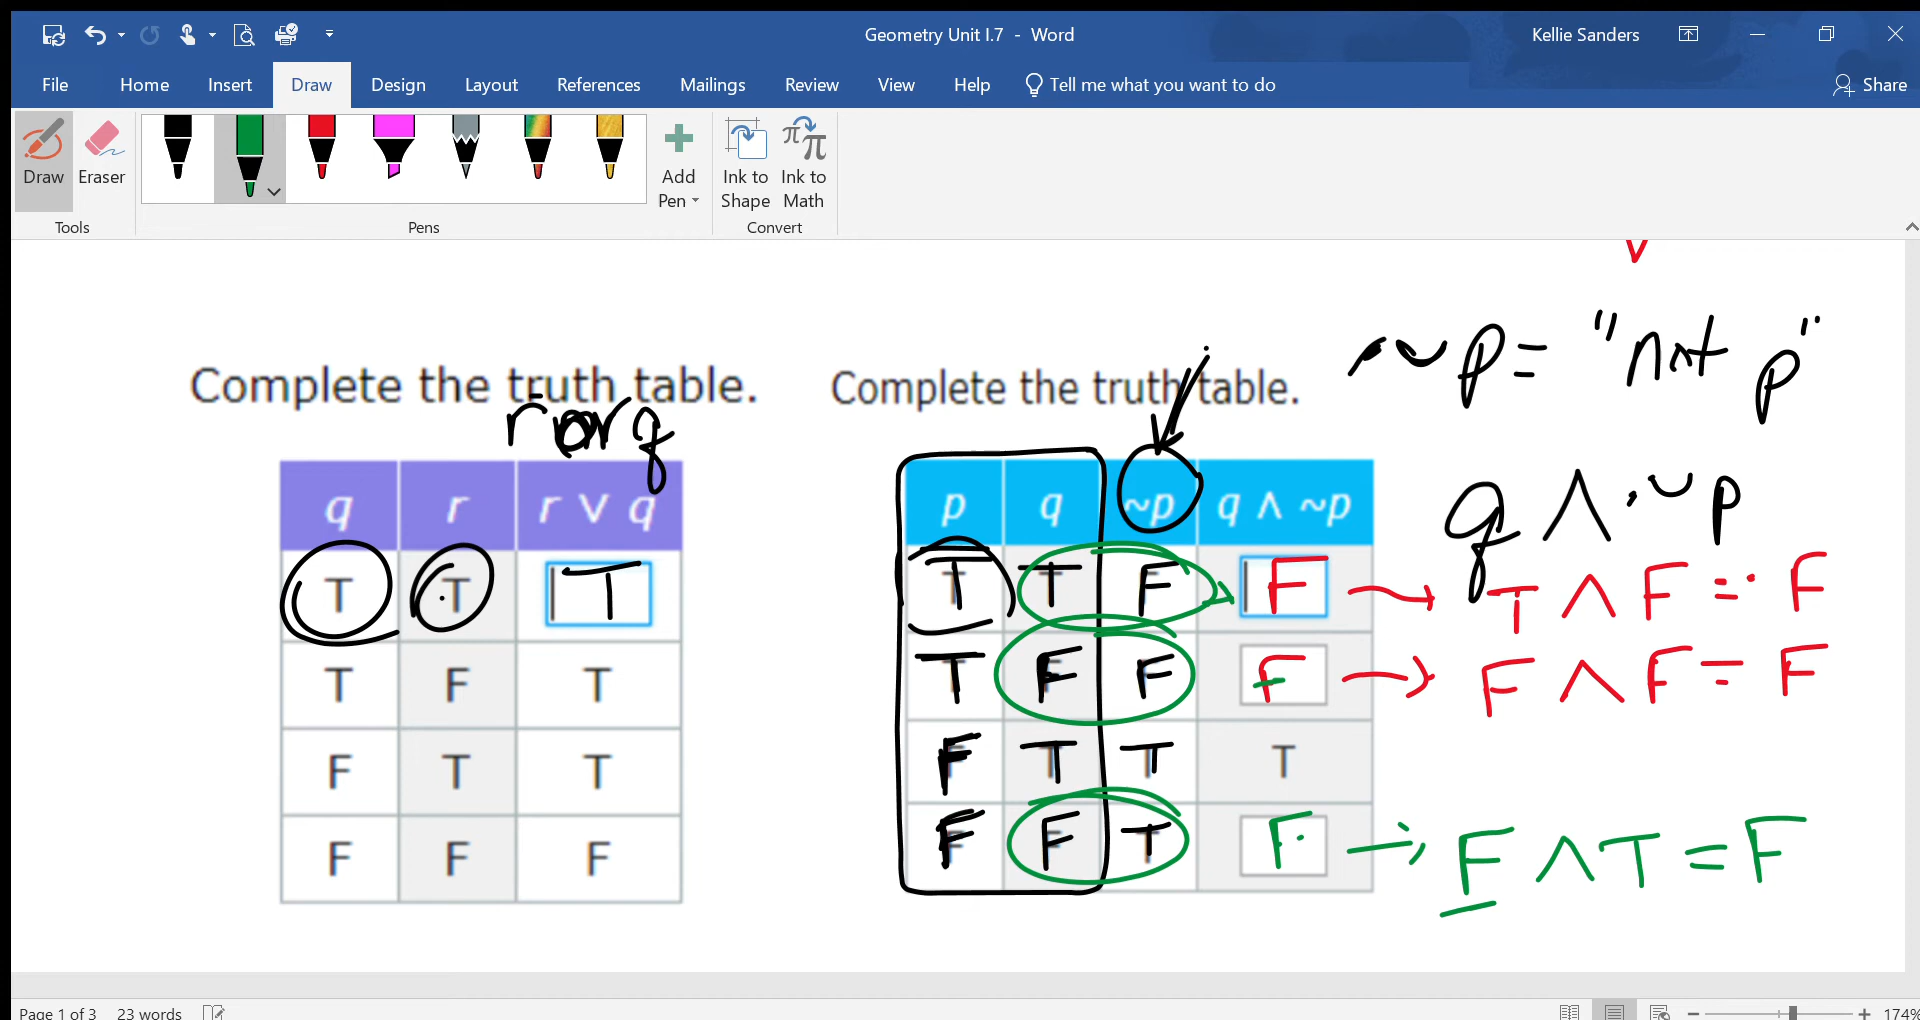 Geometry Unit I.7 - Word
Kellie Sanders
File Home Insert Draw Design Layout References Mailings Review View Help Tell me what you want to do Share
Draw Eraser
Add Pen
Ink to Shape
Ink to Math
Tools Pens Convert
~p = "not p"
Complete the truth table.
r or q
q r r ∨ q
T T T
T F T
F T T
F F F
Complete the truth table.
p q ~p q ∧ ~p
T T F F
T F F F
F T T T
F F T F
q ∧ ~p
T ∧ F = F
F ∧ F = F
F ∧ T = F
Page 1 of 3 23 words
174%